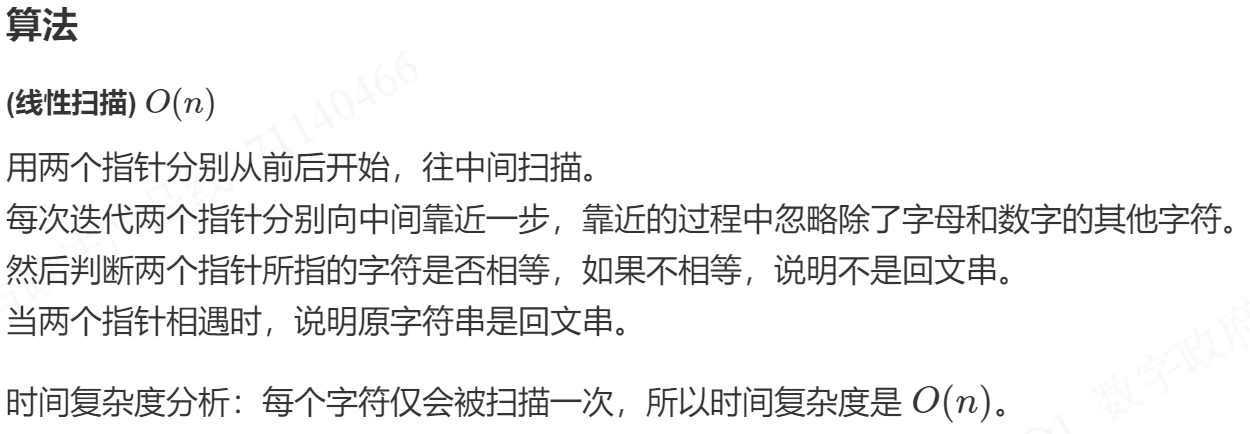 算法
(线性扫描) O(n)
用两个指针分别从前后开始，往中间扫描。
每次迭代两个指针分别向中间靠近一步，靠近的过程中忽略除了字母和数字的其他字符。
然后判断两个指针所指的字符是否相等，如果不相等，说明不是回文串。
当两个指针相遇时，说明原字符串是回文串。
时间复杂度分析：每个字符仅会被扫描一次，所以时间复杂度是 O(n)。
71140466
数字政府